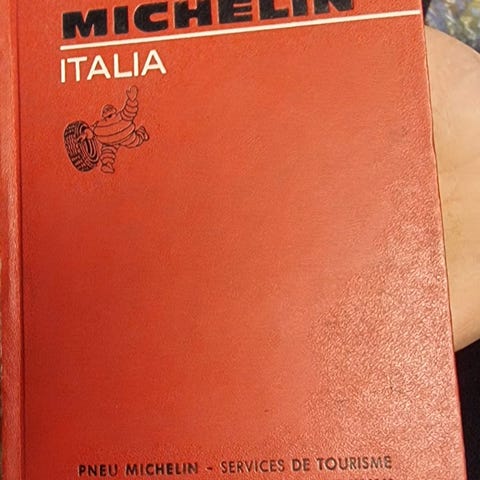 MICHELIN
ITALIA
PNEU MICHELIN - SERVICES DE TOURISME